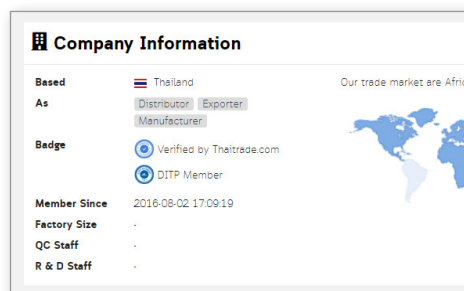 Company Information
Based Thailand
As Distributor Exporter
Manufacturer
Badge Verified by Thaitrade.com
DITP Member
Member Since 2016-08-02 17:09:19
Factory Size -
QC Staff -
R & D Staff -
Our trade market are Afri